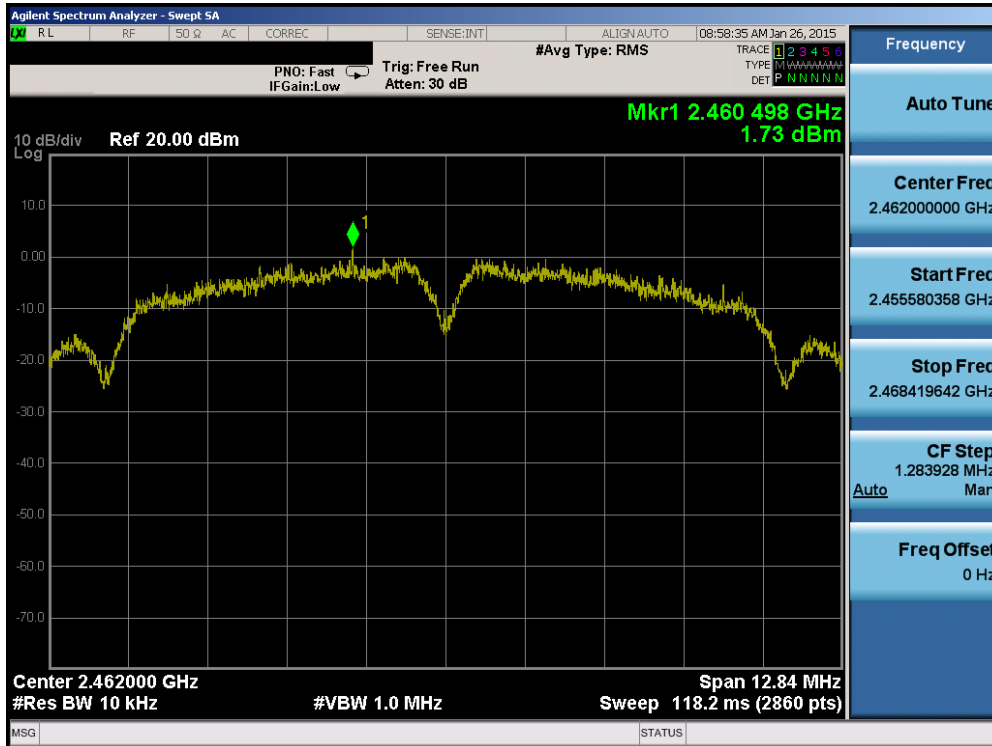 Agilent Spectrum Analyzer - Swept SA
LXI RL RF 50 Ω AC CORREC SENSE:INT ALIGN AUTO 08:58:35 AM Jan 26, 2015
Frequency
#Avg Type: RMS
TRACE 1 2 3 4 5 6
PNO: Fast Trig: Free Run
TYPE M
IFGain:Low Atten: 30 dB
DET P N N N N N
Auto Tune
Mkr1 2.460 498 GHz
1.73 dBm
10 dB/div Ref 20.00 dBm
Log
10.0
0.00
-10.0
-20.0
-30.0
-40.0
-50.0
-60.0
-70.0
1
Center Freq
2.462000000 GHz
Start Freq
2.455580358 GHz
Stop Freq
2.468419642 GHz
CF Step
1.283928 MHz
Auto Man
Freq Offset
0 Hz
Center 2.462000 GHz Span 12.84 MHz
#Res BW 10 kHz #VBW 1.0 MHz Sweep 118.2 ms (2860 pts)
MSG STATUS